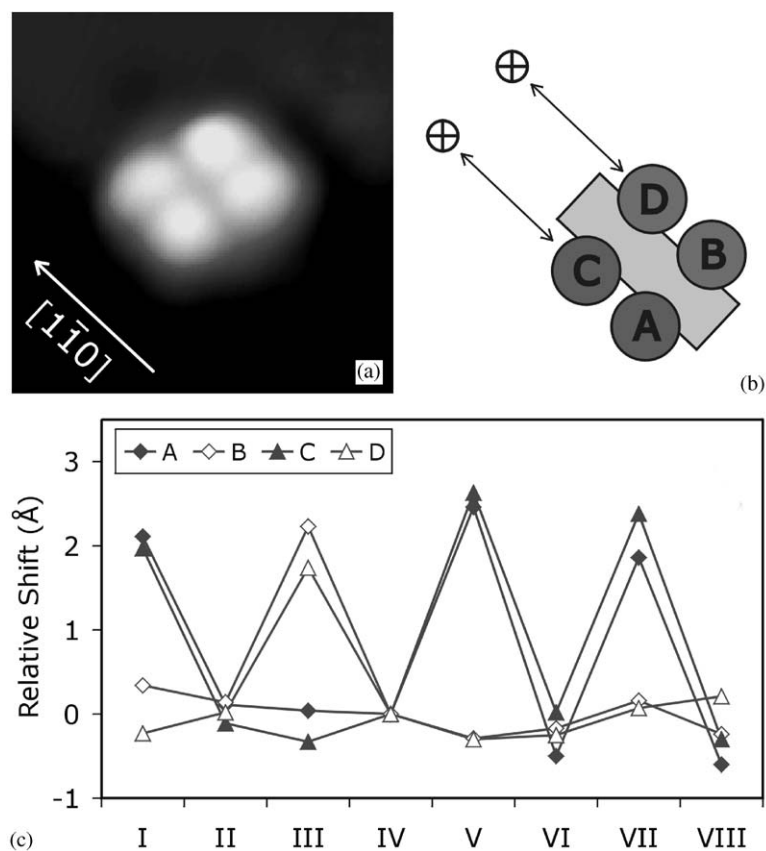 [11̄0]
(a)
D
B
C
A
(b)
A B C D
Relative Shift (Å)
3
2
1
0
-1
I II III IV V VI VII VIII
(c)